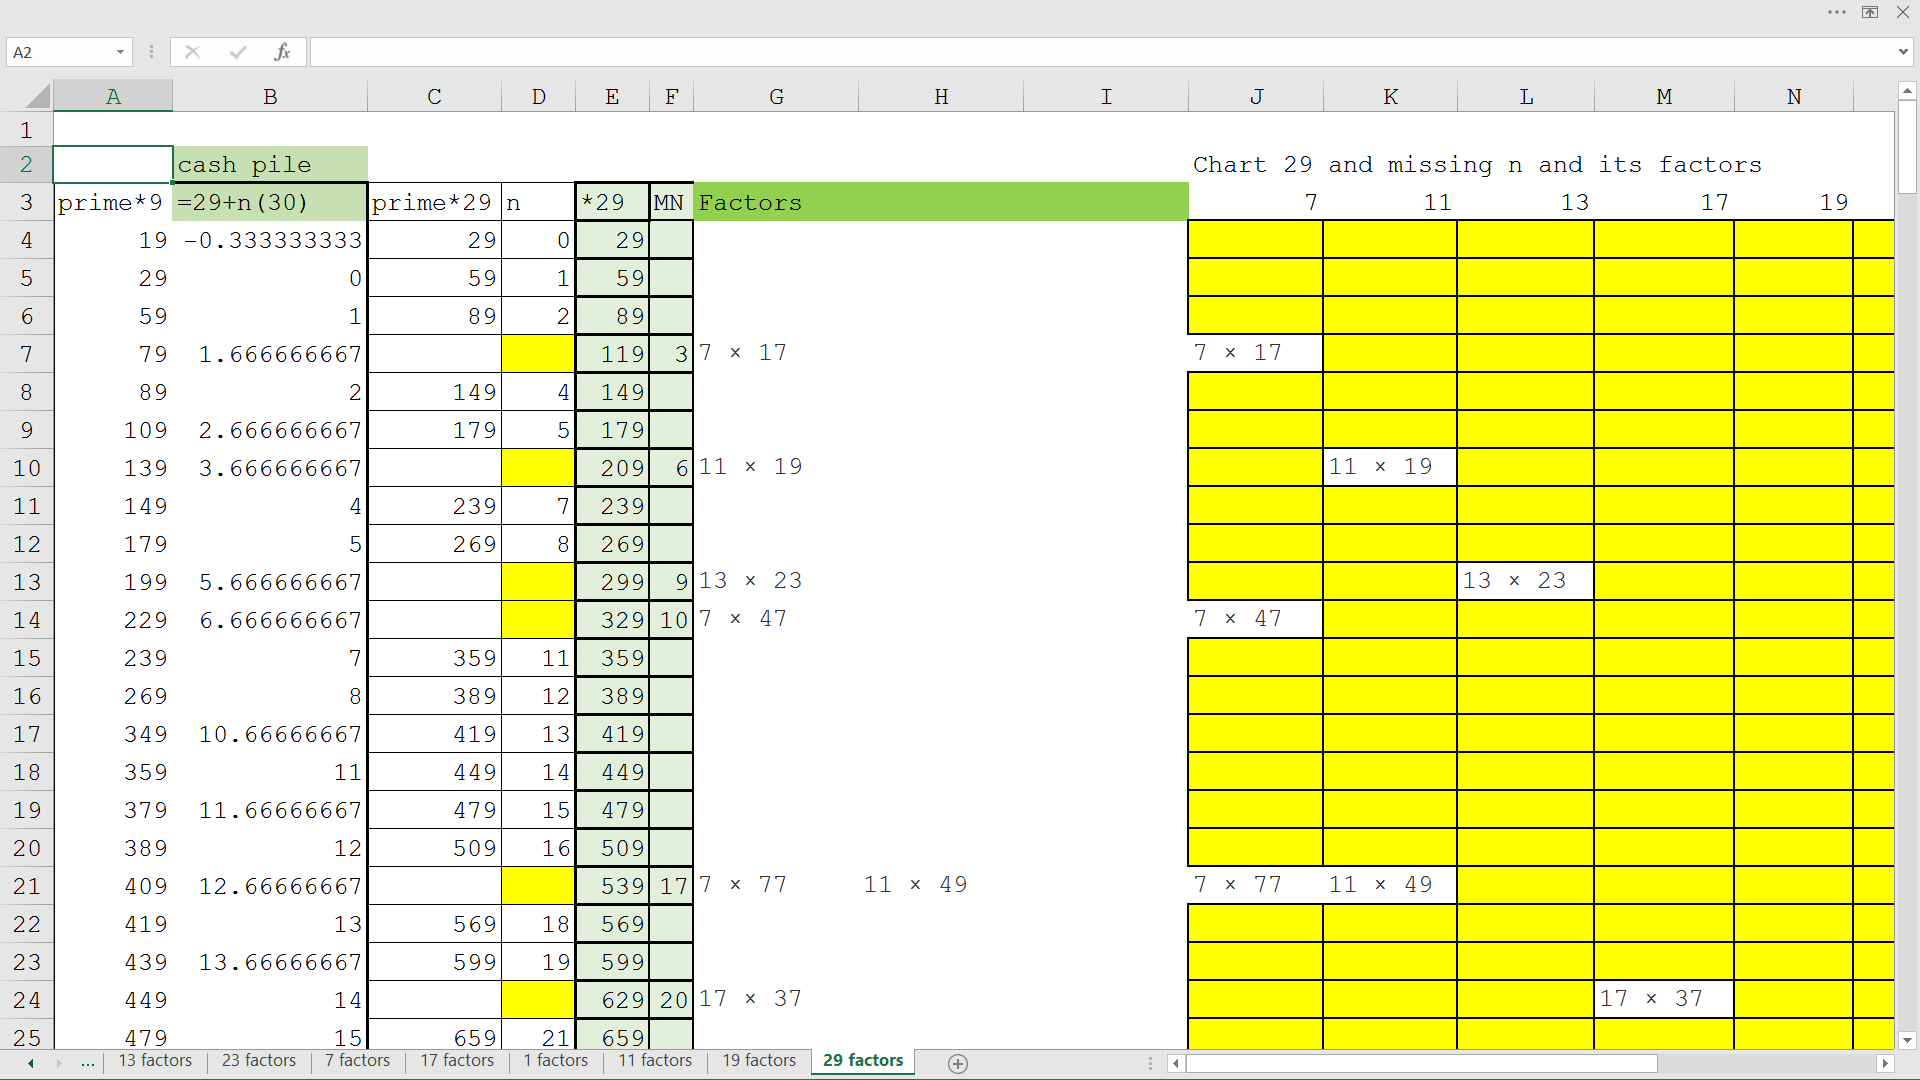 A2 fx
A B C D E F G H I J K L M N
1
2 cash pile Chart 29 and missing n and its factors
3 prime*9 =29+n(30) prime*29 n *29 MN Factors 7 11 13 17 19
4 19 -0.333333333 29 0 29
5 29 0 59 1 59
6 59 1 89 2 89
7 79 1.666666667 119 3 7 × 17 7 × 17
8 89 2 149 4 149
9 109 2.666666667 179 5 179
10 139 3.666666667 209 6 11 × 19 11 × 19
11 149 4 239 7 239
12 179 5 269 8 269
13 199 5.666666667 299 9 13 × 23 13 × 23
14 229 6.666666667 329 10 7 × 47 7 × 47
15 239 7 359 11 359
16 269 8 389 12 389
17 349 10.66666667 419 13 419
18 359 11 449 14 449
19 379 11.66666667 479 15 479
20 389 12 509 16 509
21 409 12.66666667 539 17 7 × 77 11 × 49 7 × 77 11 × 49
22 419 13 569 18 569
23 439 13.66666667 599 19 599
24 449 14 629 20 17 × 37 17 × 37
25 479 15 659 21 659
... 13 factors 23 factors 7 factors 17 factors 1 factors 11 factors 19 factors 29 factors